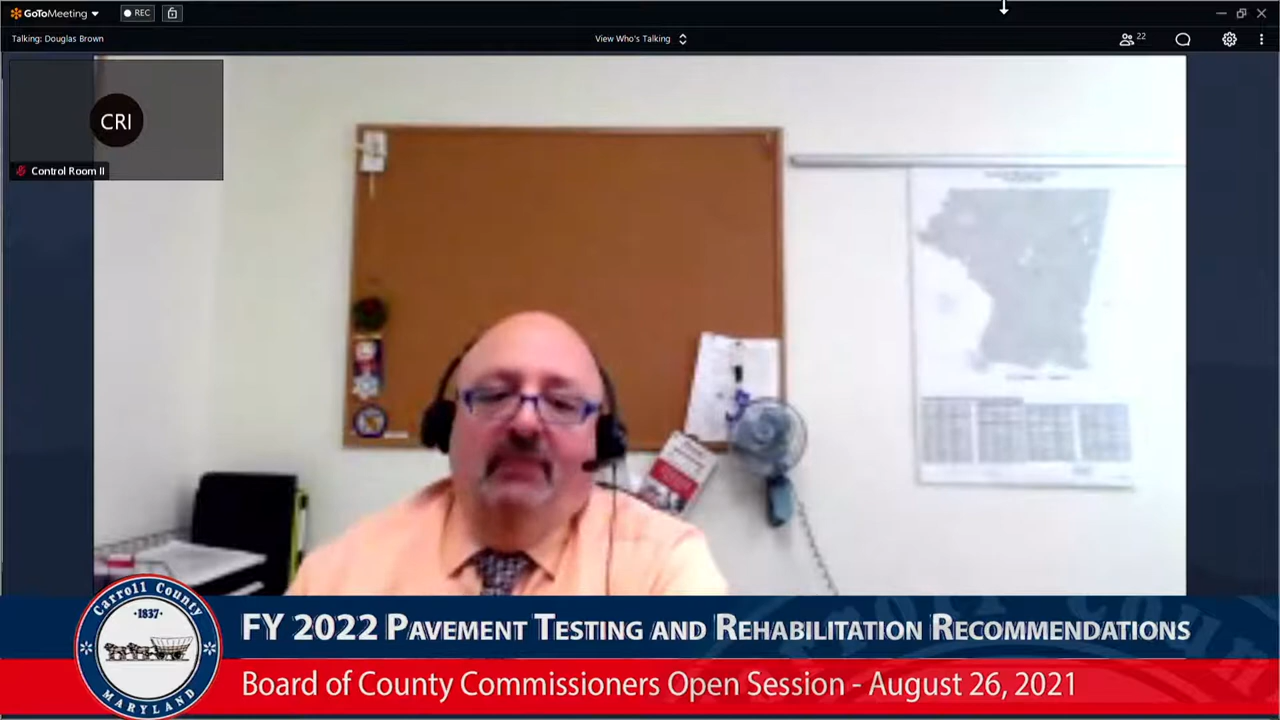 GoToMeeting
REC
Talking: Douglas Brown
View Who's Talking
22
CRI
Control Room II
Carroll County
·1837·
MARYLAND
FY 2022 PAVEMENT TESTING AND REHABILITATION RECOMMENDATIONS
Board of County Commissioners Open Session - August 26, 2021